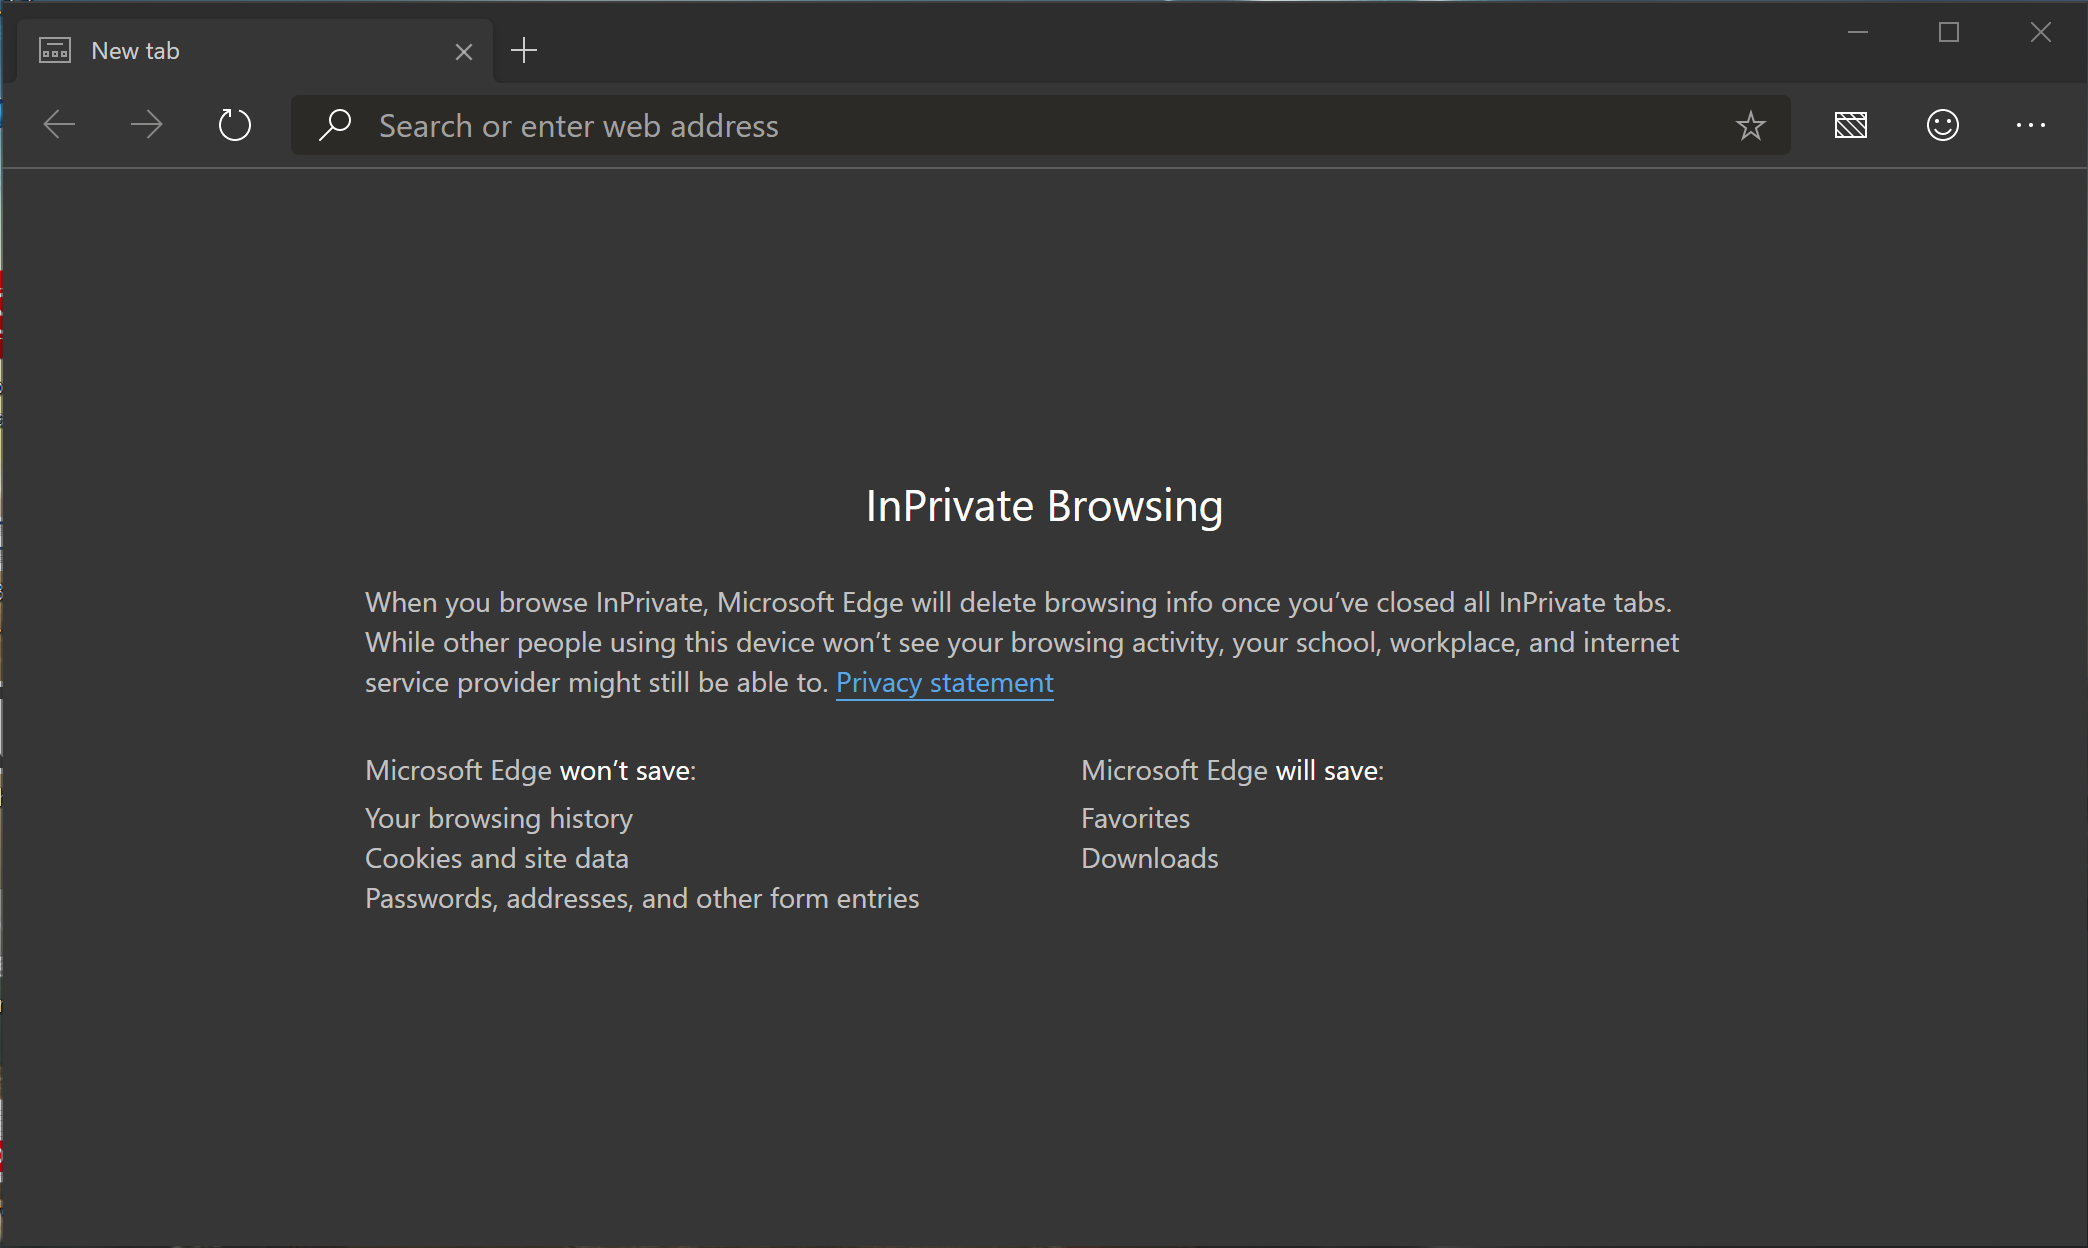 New tab
Search or enter web address
InPrivate Browsing
When you browse InPrivate, Microsoft Edge will delete browsing info once you’ve closed all InPrivate tabs.
While other people using this device won’t see your browsing activity, your school, workplace, and internet
service provider might still be able to. Privacy statement
Microsoft Edge won’t save:
Your browsing history
Cookies and site data
Passwords, addresses, and other form entries
Microsoft Edge will save:
Favorites
Downloads